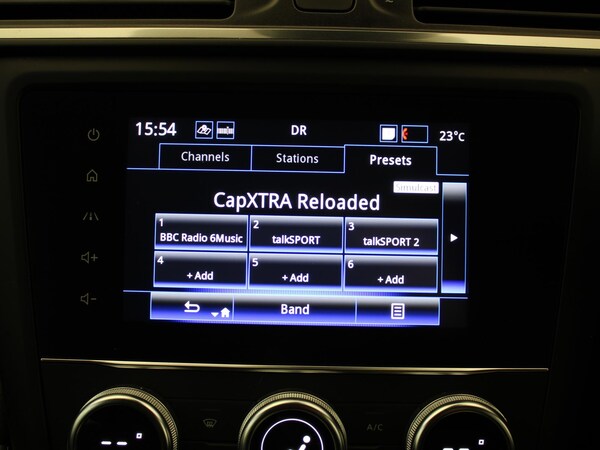 15:54 DR 23°C
Channels Stations Presets
Simulcast
CapXTRA Reloaded
1 BBC Radio 6Music
2 talkSPORT
3 talkSPORT 2
4 + Add
5 + Add
6 + Add
Band
A/C